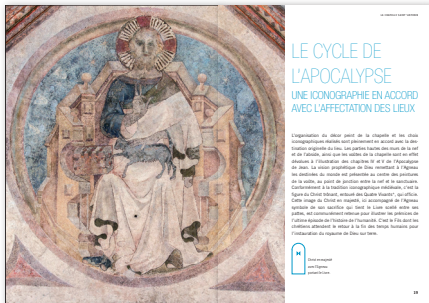 LA CHAPELLE SAINT-GEORGES
LE CYCLE DE
L'APOCALYPSE
UNE ICONOGRAPHIE EN ACCORD
AVEC L'AFFECTATION DES LIEUX
L'organisation du décor peint de la chapelle et les choix
iconographiques réalisés sont pleinement en accord avec la des-
tination originelle du lieu. Les parties hautes des murs de la nef
et de l'abside, ainsi que les voûtes de la chapelle sont en effet
dévolues à l'illustration des chapitres IV et V de l'Apocalypse
de Jean. La vision prophétique de Dieu remettant à l'Agneau
les destinées du monde est présentée au centre des peintures
de la voûte, au point de jonction entre la nef et le sanctuaire.
Conformément à la tradition iconographique médiévale, c'est la
figure du Christ trônant, entouré des Quatre Vivants, qui officie.
Cette image du Christ en majesté, ici accompagné de l'Agneau
symbole de son sacrifice qui tient le Livre scellé entre ses
pattes, est communément retenue pour illustrer les prémices de
l'ultime épisode de l'histoire de l'humanité. C'est le Fils dont les
chrétiens attendent le retour à la fin des temps humains pour
l'instauration du royaume de Dieu sur terre.
Christ en majesté
avec l'Agneau
portant le Livre